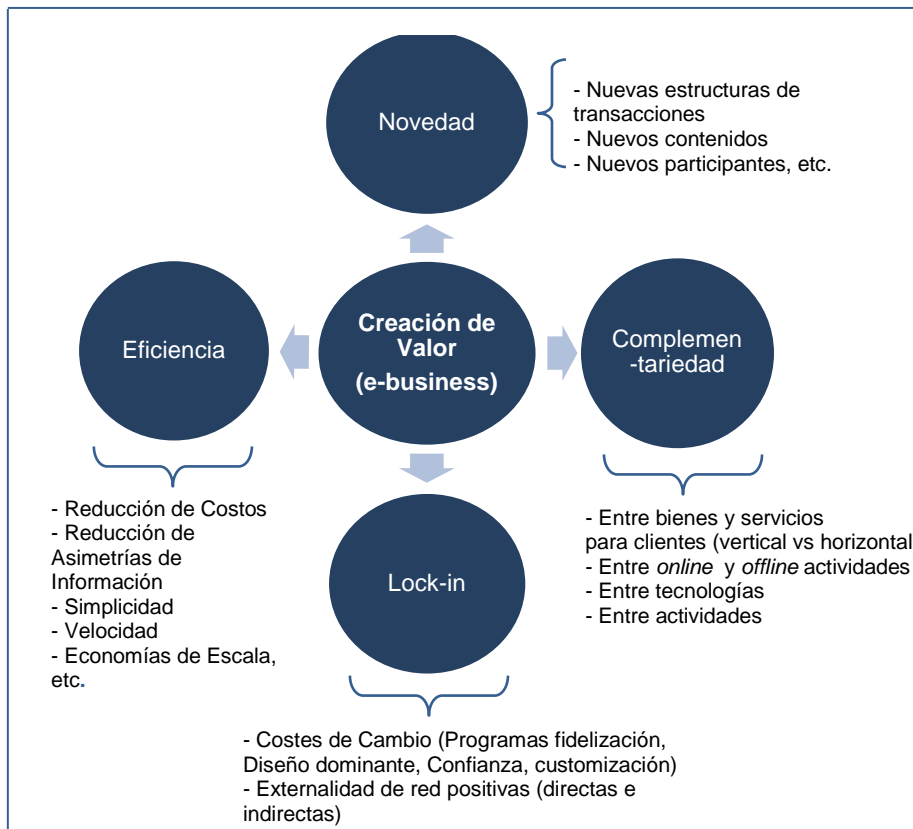 Novedad
- Nuevas estructuras de
transacciones
- Nuevos contenidos
- Nuevos participantes, etc.
Eficiencia
Creación de
Valor
(e-business)
Complemen
-tariedad
- Reducción de Costos
- Reducción de
Asimetrías de
Información
- Simplicidad
- Velocidad
- Economías de Escala,
etc.
Lock-in
- Entre bienes y servicios
para clientes (vertical vs horizontal
- Entre online y offline actividades
- Entre tecnologías
- Entre actividades
- Costes de Cambio (Programas fidelización,
Diseño dominante, Confianza, customización)
- Externalidad de red positivas (directas e
indirectas)